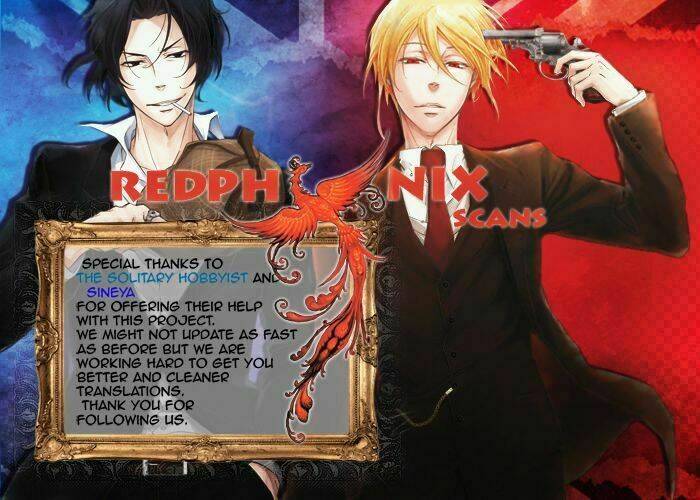 REDPH NIX
SCANS
SPECIAL THANKS TO
THE SOLITARY HOBBYIST AND
SINEYA
FOR OFFERING THEIR HELP
WITH THIS PROJECT.
WE MIGHT NOT UPDATE AS FAST
AS BEFORE BUT WE ARE
WORKING HARD TO GET YOU
BETTER AND CLEANER
TRANSLATIONS.
THANK YOU FOR
FOLLOWING US.